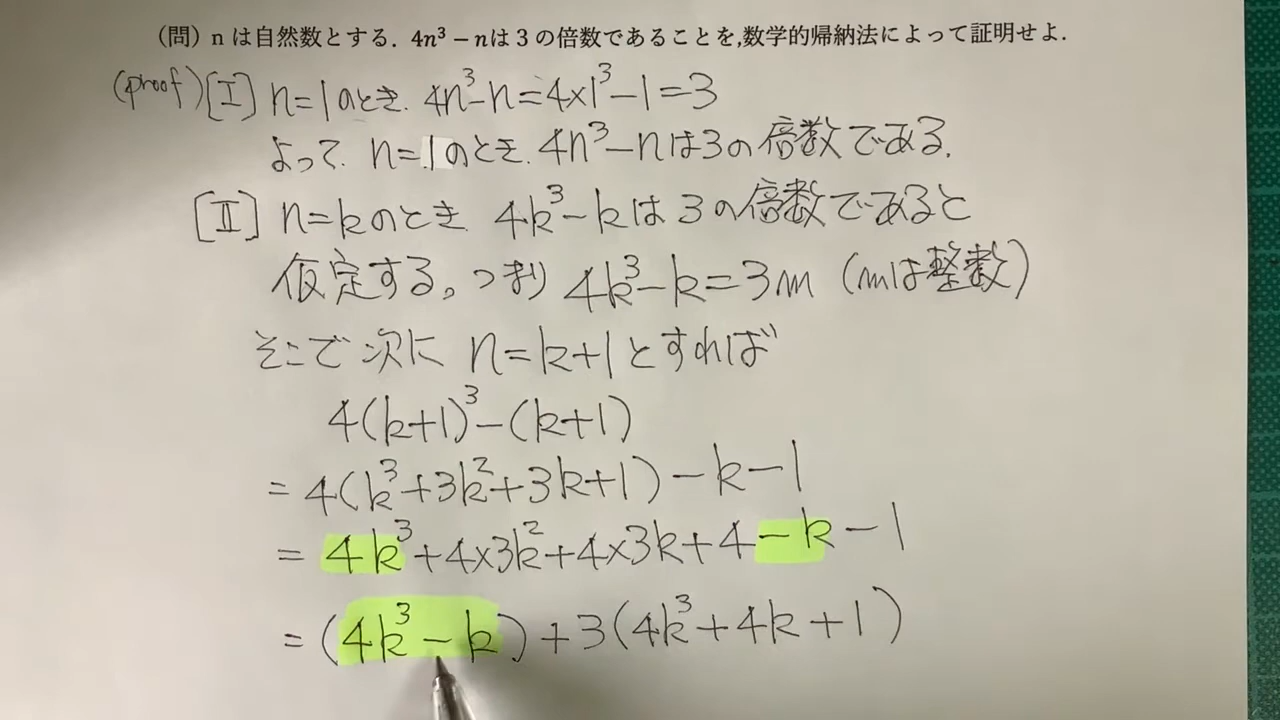 (問) n は自然数とする. 4n³ − n は 3 の倍数であることを,数学的帰納法によって証明せよ.
(proof) [I] n=1のとき. 4n³−n=4×1³−1=3
よって. n=1のとき. 4n³−nは3の倍数である.
[II] n=kのとき. 4k³−kは3の倍数であると
仮定する。つまり 4k³−k=3m (mは整数)
そこで次に n=k+1とすれば
4(k+1)³−(k+1)
=4(k³+3k²+3k+1)−k−1
=4k³+4×3k²+4×3k+4−k−1
=(4k³−k)+3(4k³+4k+1)